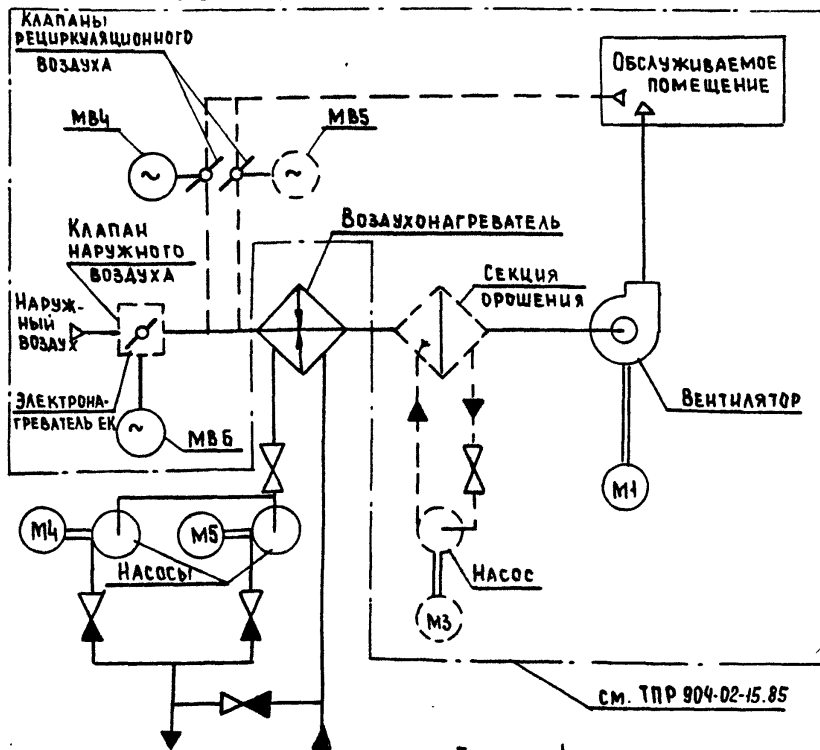 КЛАПАНЫ
РЕЦИРКУЛЯЦИОННОГО
ВОЗДУХА
ОБСЛУЖИВАЕМОЕ
ПОМЕЩЕНИЕ
МВ4
МВ5
КЛАПАН
НАРУЖНОГО
ВОЗДУХА
ВОЗДУХОНАГРЕВАТЕЛЬ
СЕКЦИЯ
ОРОШЕНИЯ
НАРУЖ-
НЫЙ
ВОЗДУХ
ЭЛЕКТРОНА-
ГРЕВАТЕЛЬ ЕК
МВ6
ВЕНТИЛЯТОР
М1
М4
М5
НАСОСЫ
НАСОС
М3
см. ТПР 904-02-15.85